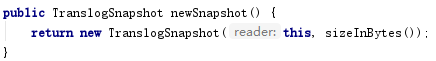 public TranslogSnapshot newSnapshot() {
    return new TranslogSnapshot( reader: this, sizeInBytes());
}